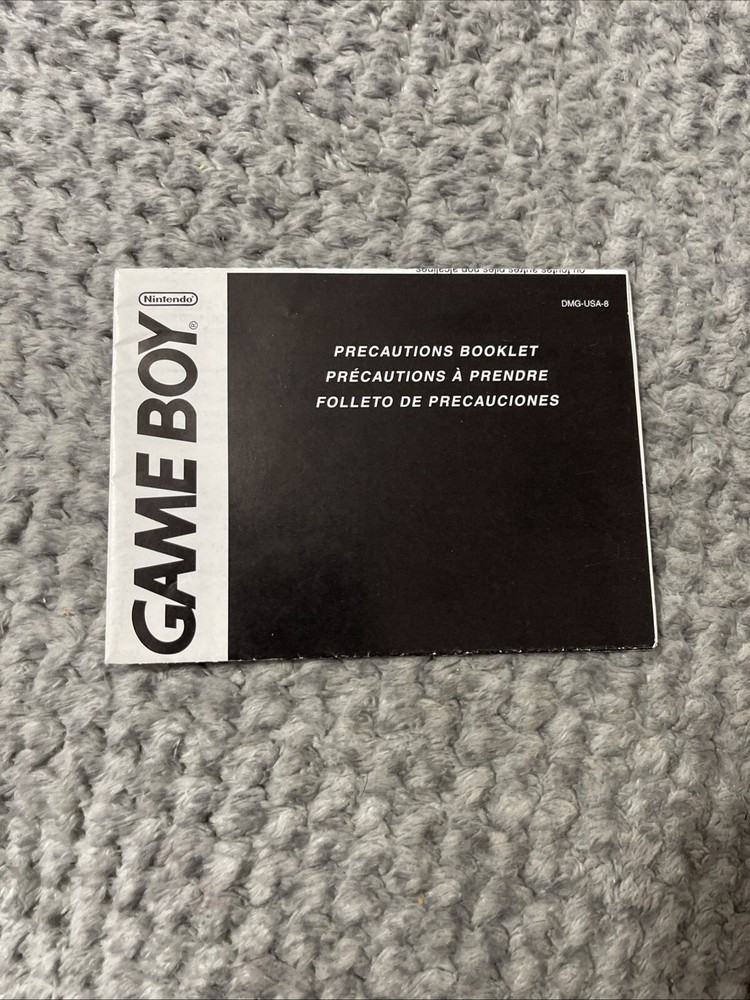 Nintendo®
GAME BOY®
DMG-USA-8
PRECAUTIONS BOOKLET
PRÉCAUTIONS À PRENDRE
FOLLETO DE PRECAUCIONES